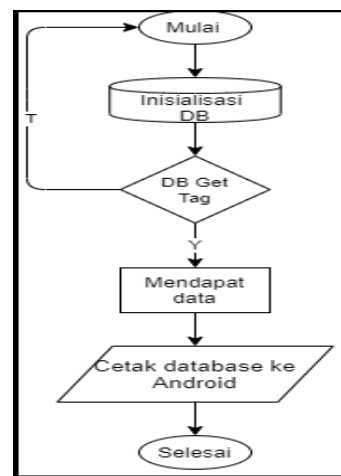 Mulai
Inisialisasi
DB
T
DB Get
Tag
Y
Mendapat
data
Cetak database ke
Android
Selesai